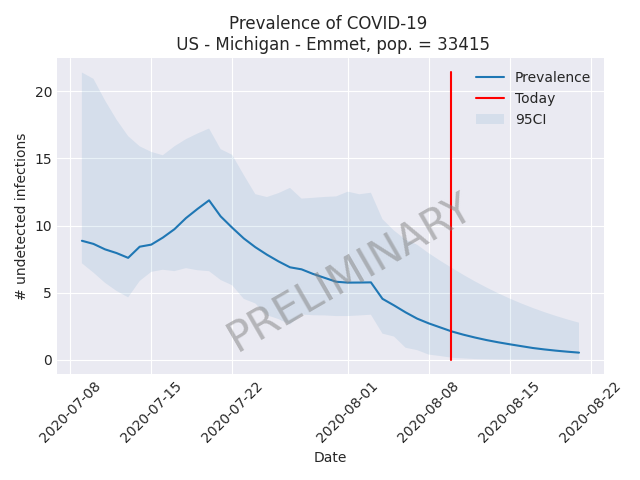 Prevalence of COVID-19
US - Michigan - Emmet, pop. = 33415
# undetected infections
20
15
10
5
0
Prevalence
Today
95CI
PRELIMINARY
2020-07-08
2020-07-15
2020-07-22
2020-08-01
2020-08-08
2020-08-15
2020-08-22
Date